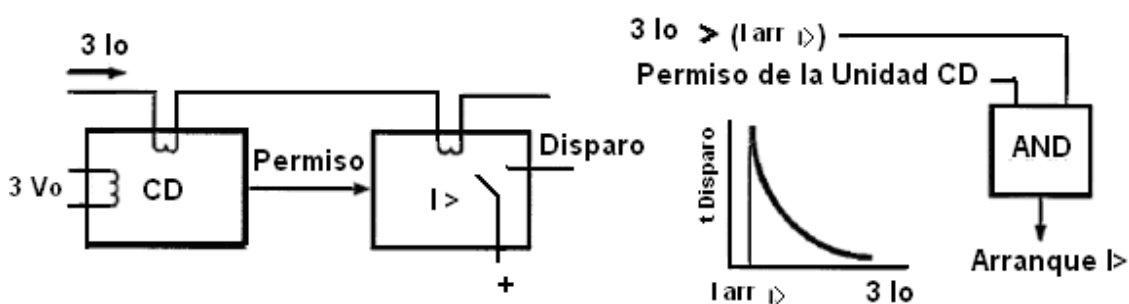 3 Io
3 Vo
CD
Permiso
I >
Disparo
+
3 Io > (I arr I>)
Permiso de la Unidad CD
AND
Arranque I>
t Disparo
I arr I>
3 Io